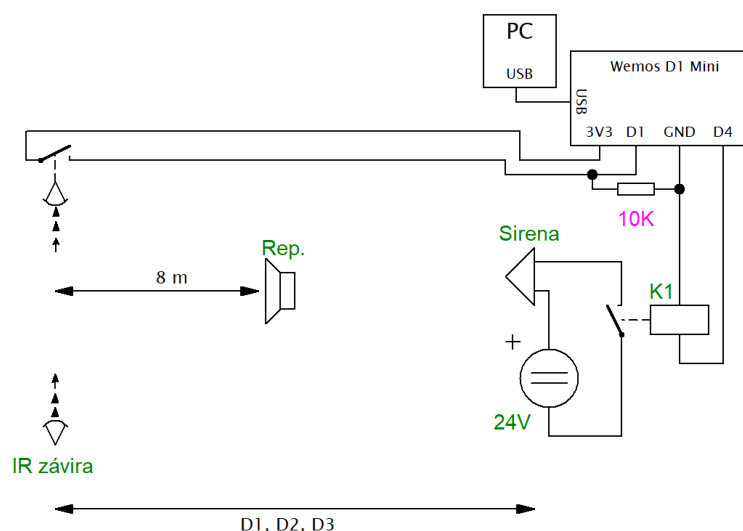 PC
USB
Wemos D1 Mini
USB
3V3 D1 GND D4
10K
Sirena
Rep.
8 m
K1
+
24V
IR závira
D1, D2, D3